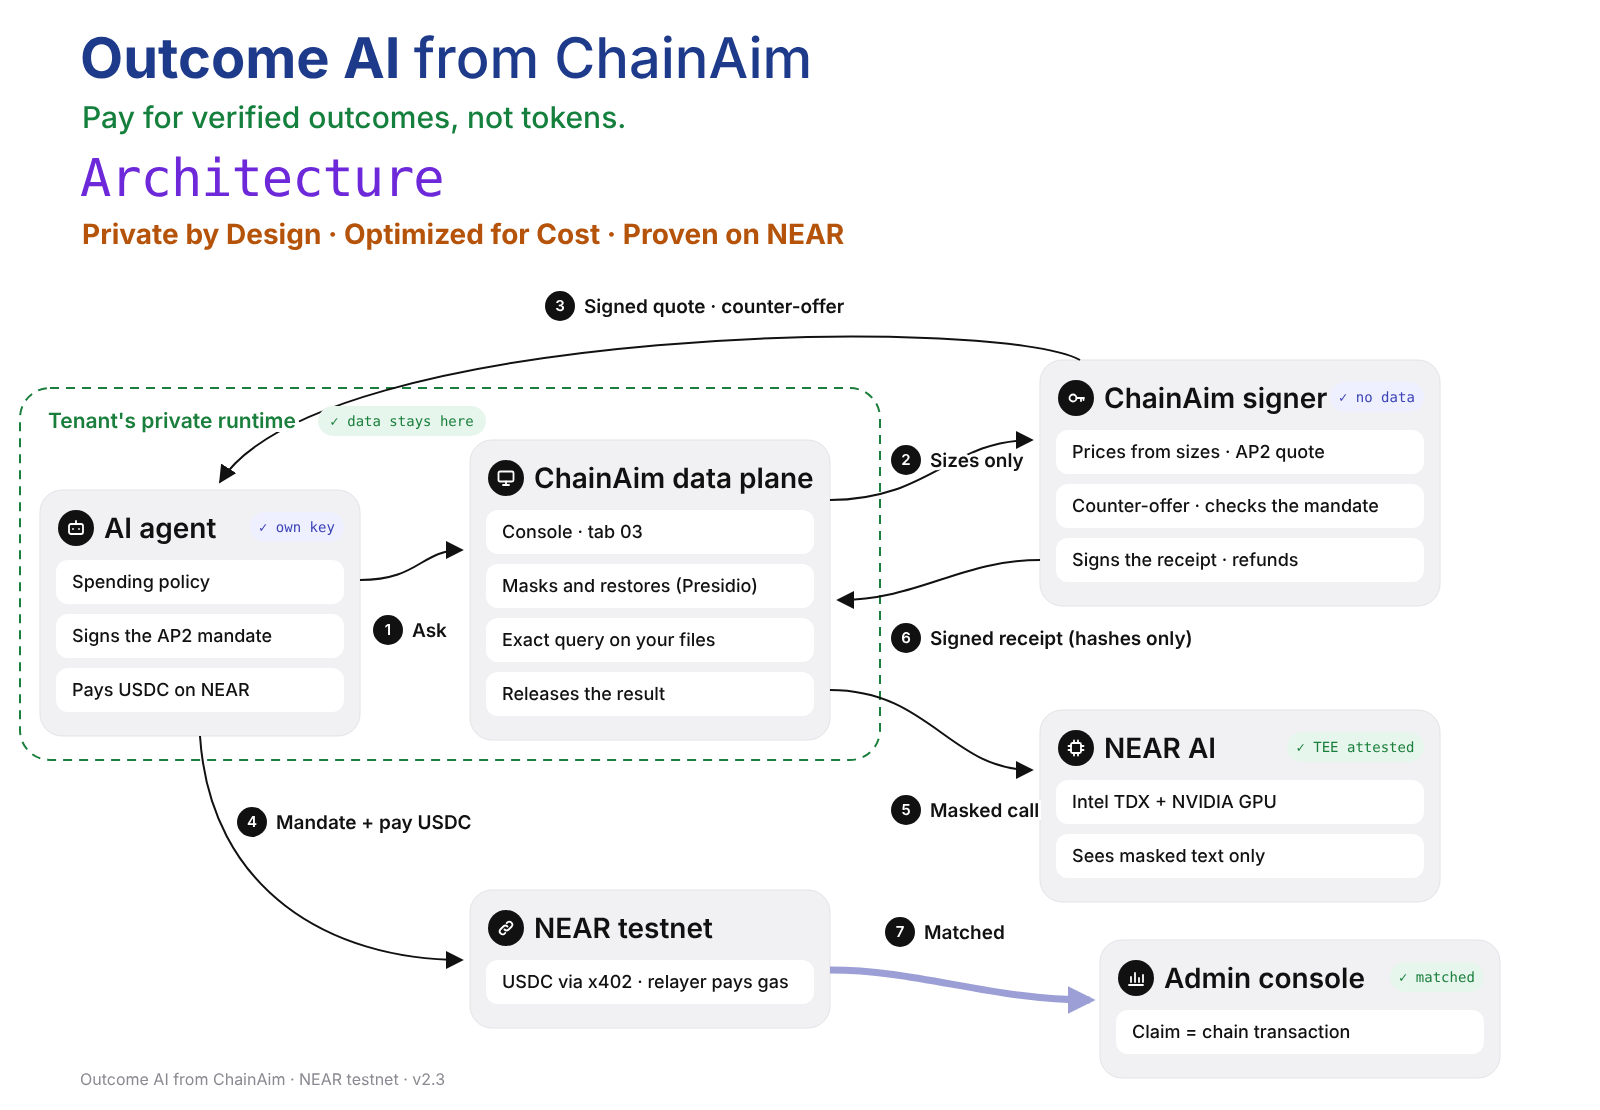 Outcome AI from ChainAim
Pay for verified outcomes, not tokens.
Architecture
Private by Design · Optimized for Cost · Proven on NEAR
3 Signed quote · counter-offer
Tenant's private runtime
✓ data stays here
AI agent
✓ own key
Spending policy
Signs the AP2 mandate
Pays USDC on NEAR
1 Ask
ChainAim data plane
Console · tab 03
Masks and restores (Presidio)
Exact query on your files
Releases the result
2 Sizes only
ChainAim signer
✓ no data
Prices from sizes · AP2 quote
Counter-offer · checks the mandate
Signs the receipt · refunds
6 Signed receipt (hashes only)
NEAR AI
✓ TEE attested
Intel TDX + NVIDIA GPU
Sees masked text only
5 Masked call
4 Mandate + pay USDC
NEAR testnet
USDC via x402 · relayer pays gas
7 Matched
Admin console
✓ matched
Claim = chain transaction
Outcome AI from ChainAim · NEAR testnet · v2.3